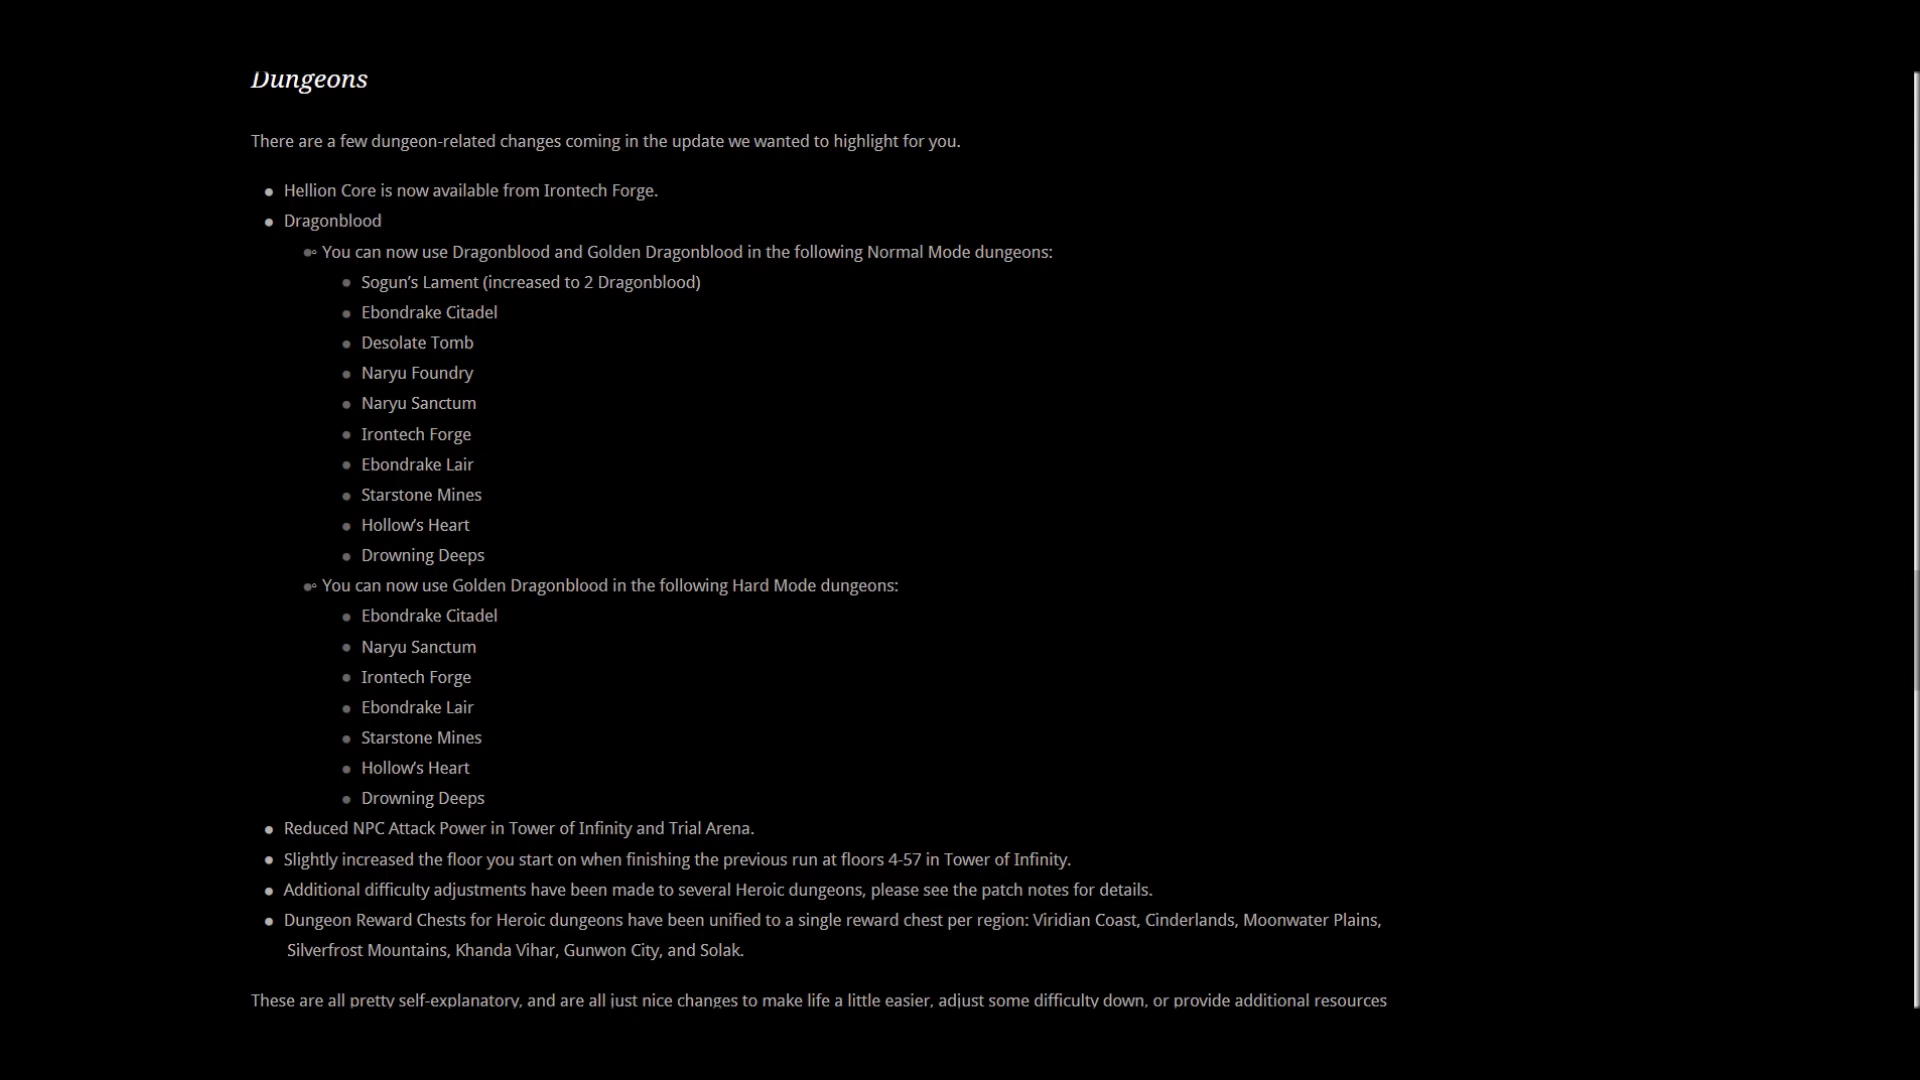 Dungeons
There are a few dungeon-related changes coming in the update we wanted to highlight for you.
Hellion Core is now available from Irontech Forge.
Dragonblood
You can now use Dragonblood and Golden Dragonblood in the following Normal Mode dungeons:
Sogun’s Lament (increased to 2 Dragonblood)
Ebondrake Citadel
Desolate Tomb
Naryu Foundry
Naryu Sanctum
Irontech Forge
Ebondrake Lair
Starstone Mines
Hollow’s Heart
Drowning Deeps
You can now use Golden Dragonblood in the following Hard Mode dungeons:
Ebondrake Citadel
Naryu Sanctum
Irontech Forge
Ebondrake Lair
Starstone Mines
Hollow’s Heart
Drowning Deeps
Reduced NPC Attack Power in Tower of Infinity and Trial Arena.
Slightly increased the floor you start on when finishing the previous run at floors 4-57 in Tower of Infinity.
Additional difficulty adjustments have been made to several Heroic dungeons, please see the patch notes for details.
Dungeon Reward Chests for Heroic dungeons have been unified to a single reward chest per region: Viridian Coast, Cinderlands, Moonwater Plains,
Silverfrost Mountains, Khanda Vihar, Gunwon City, and Solak.
These are all pretty self-explanatory, and are all just nice changes to make life a little easier, adjust some difficulty down, or provide additional resources